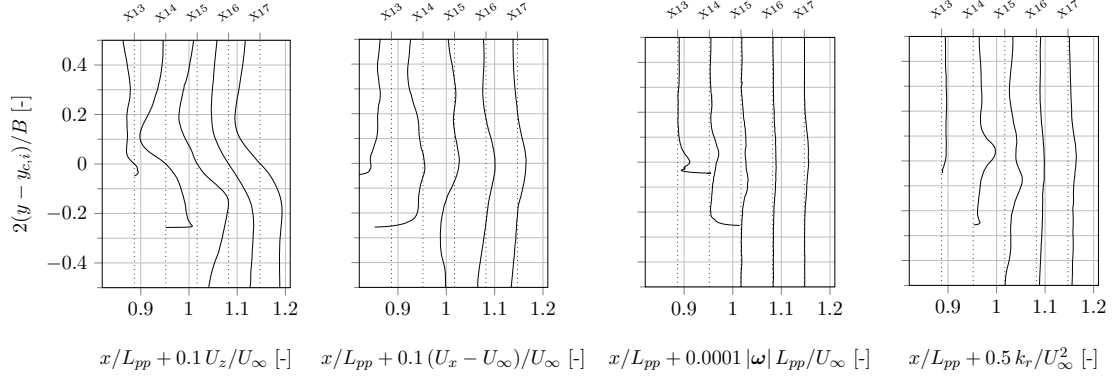 X13 X14 X15 X16 X17 X13 X14 X15 X16 X17 X13 X14 X15 X16 X17 X13 X14 X15 X16 X17
0.4
0.2
0
−0.2
−0.4
2(y − y_{c,i})/B [-]
0.9 1 1.1 1.2 0.9 1 1.1 1.2 0.9 1 1.1 1.2 0.9 1 1.1 1.2
x/L_{pp} + 0.1 U_z/U_∞ [-] x/L_{pp} + 0.1 (U_x − U_∞)/U_∞ [-] x/L_{pp} + 0.0001 |ω| L_{pp}/U_∞ [-] x/L_{pp} + 0.5 k_r/U_∞^2 [-]